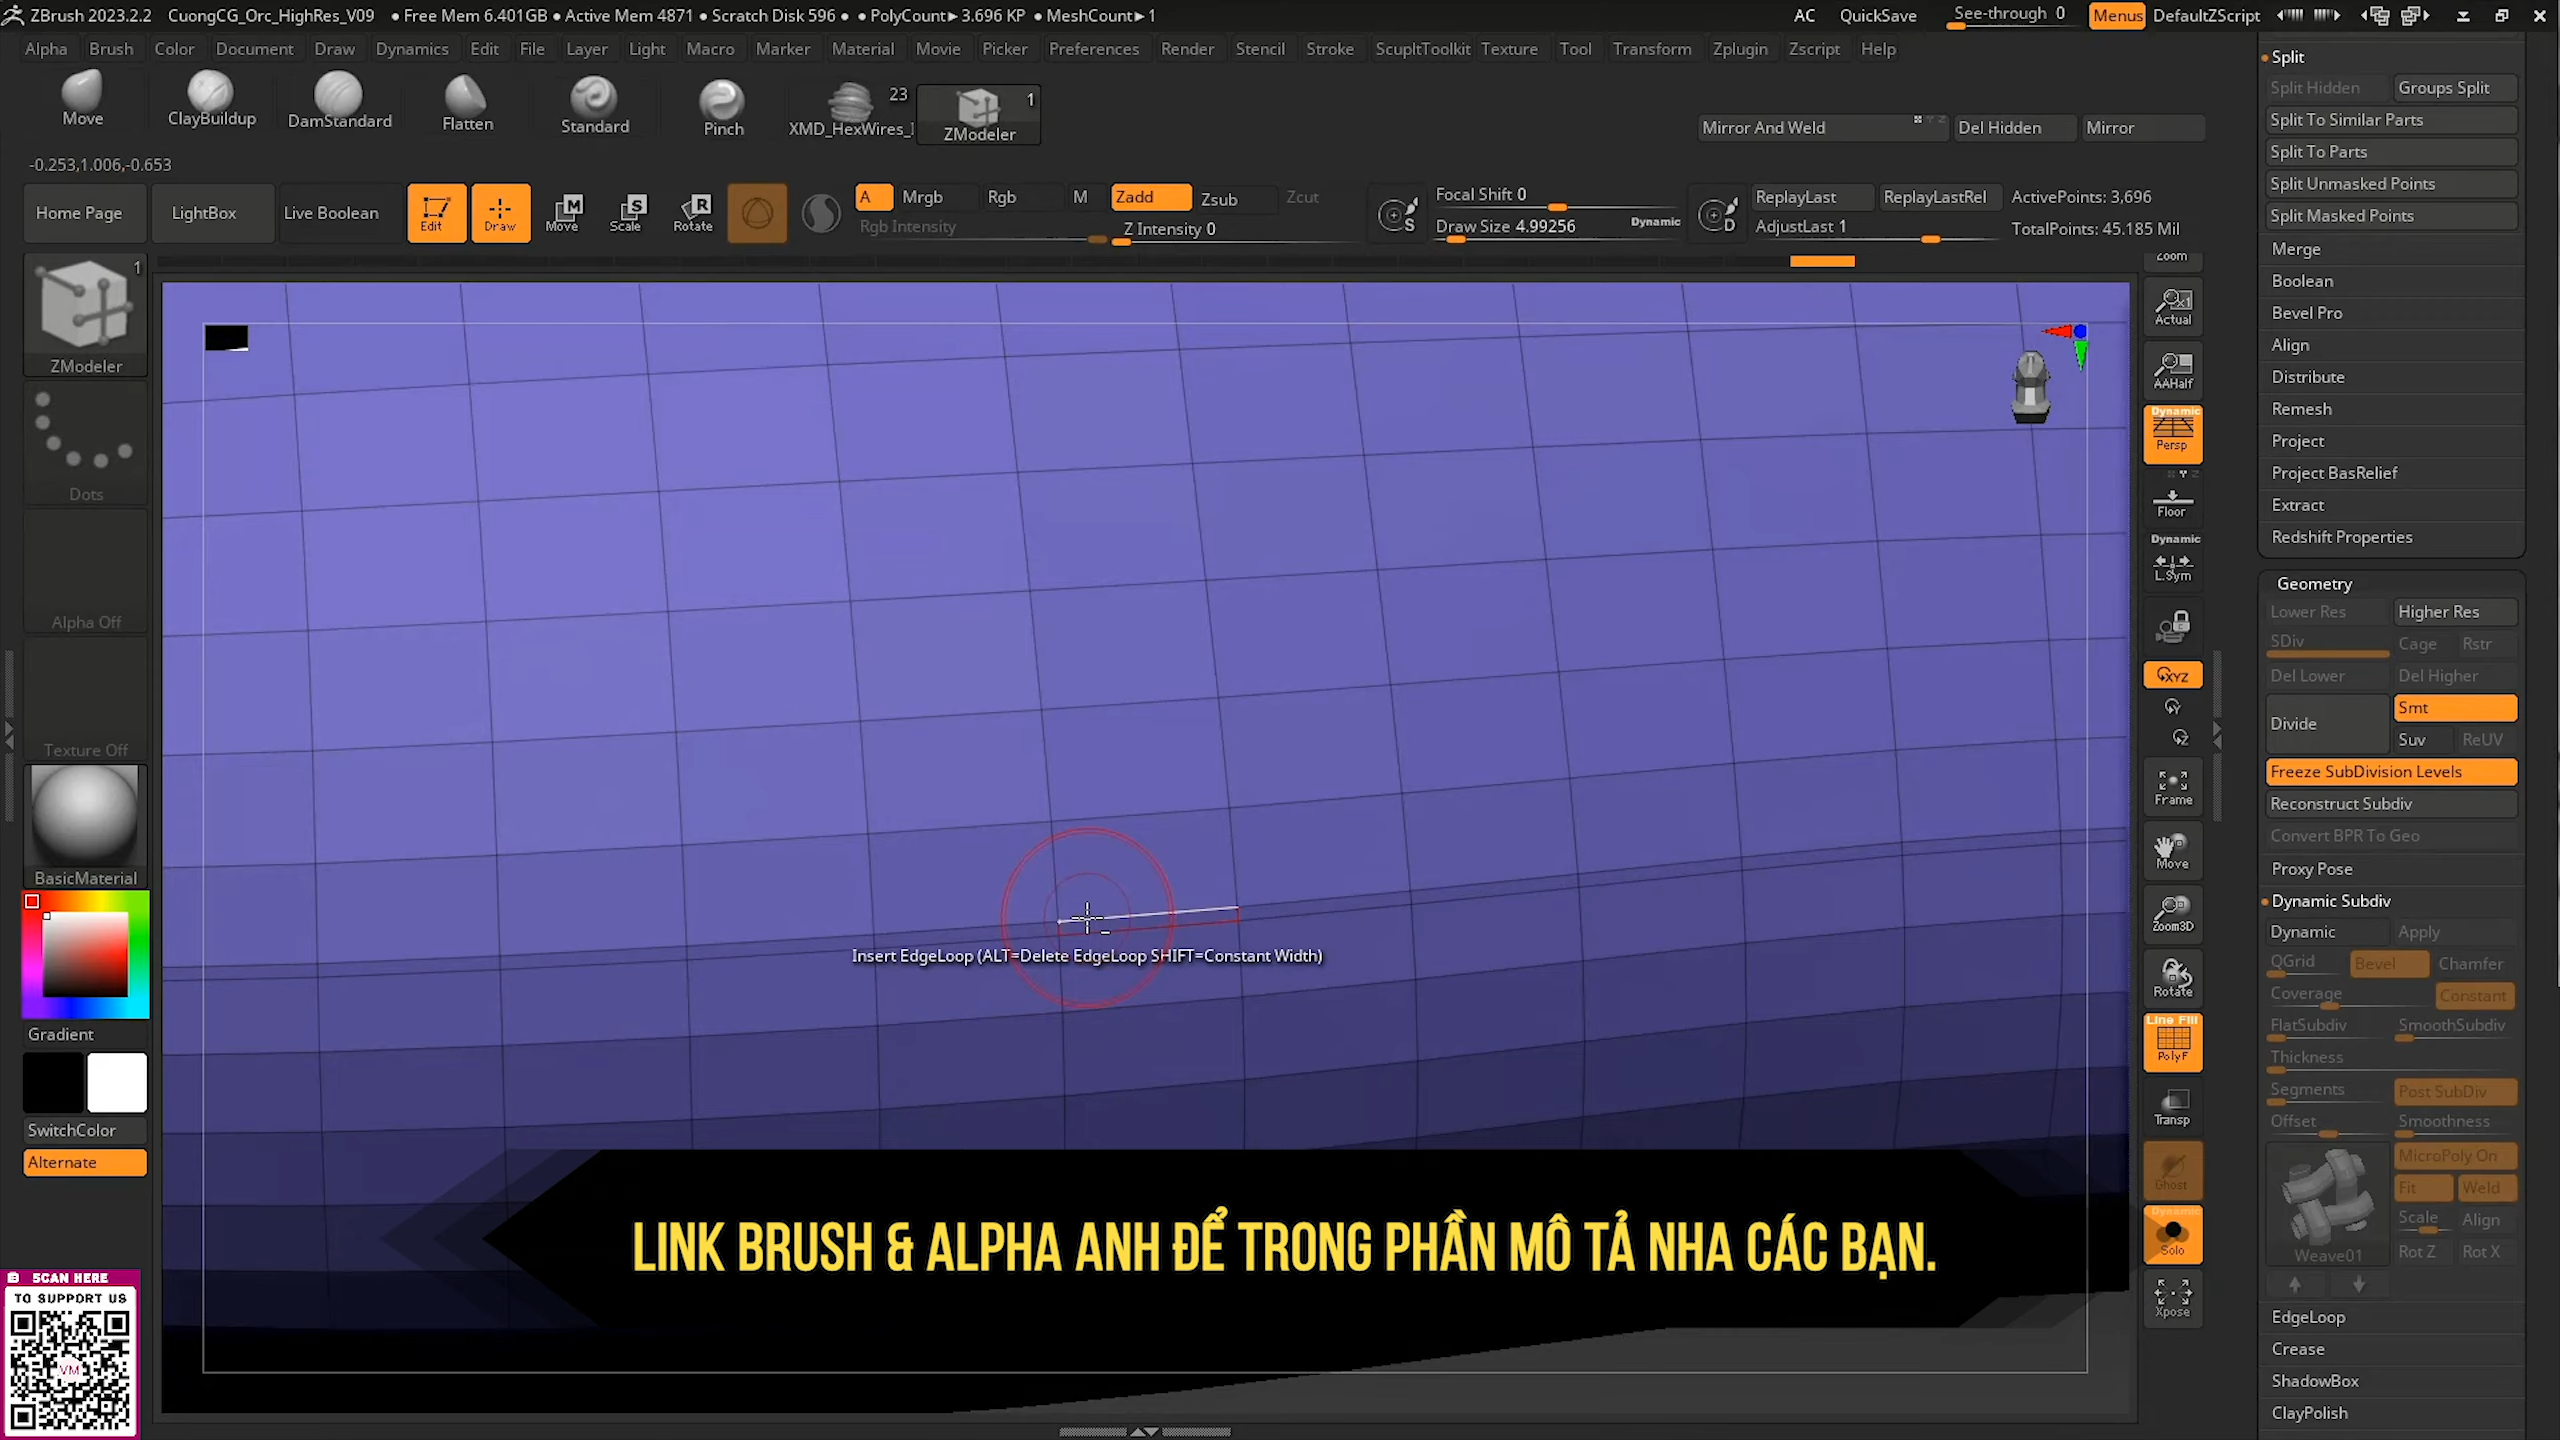 ZBrush 2023.2.2 CuongCG_Orc_HighRes_V09 • Free Mem 6.401GB • Active Mem 4871 • Scratch Disk 596 • • PolyCount► 3.696 KP • MeshCount► 1 AC QuickSave See-through 0 Menus DefaultZScript
Alpha Brush Color Document Draw Dynamics Edit File Layer Light Macro Marker Material Movie Picker Preferences Render Stencil Stroke ScupltToolkit Texture Tool Transform Zplugin Zscript Help
Move ClayBuildup DamStandard Flatten Standard Pinch XMD_HexWires_I 23 ZModeler 1
Mirror And Weld Del Hidden Mirror
-0.253,1.006,-0.653
Home Page LightBox Live Boolean Edit Draw Move Scale Rotate
M S R
A Mrgb Rgb M Zadd Zsub Zcut
Rgb Intensity Z Intensity 0
S Focal Shift 0
Draw Size 4.99256 Dynamic
D ReplayLast ReplayLastRel ActivePoints: 3,696
AdjustLast 1 TotalPoints: 45.185 Mil
1
ZModeler
Dots
Alpha Off
Texture Off
BasicMaterial
Gradient
SwitchColor
Alternate
SCAN HERE
TO SUPPORT US
VM
Insert EdgeLoop (ALT=Delete EdgeLoop SHIFT=Constant Width)
LINK BRUSH & ALPHA ANH ĐỂ TRONG PHẦN MÔ TẢ NHA CÁC BẠN.
Zoom
Actual
AAHalf
Dynamic
Persp
Floor
Dynamic
L.Sym
XYZ
Y
Z
Frame
Move
Zoom3D
Rotate
Line Fill
PolyF
Transp
Ghost
Dynamic
Solo
Xpose
Split
Split Hidden Groups Split
Split To Similar Parts
Split To Parts
Split Unmasked Points
Split Masked Points
Merge
Boolean
Bevel Pro
Align
Distribute
Remesh
Project
Project BasRelief
Extract
Redshift Properties
Geometry
Lower Res Higher Res
SDiv Cage Rstr
Del Lower Del Higher
Divide Smt
Suv ReUV
Freeze SubDivision Levels
Reconstruct Subdiv
Convert BPR To Geo
Proxy Pose
Dynamic Subdiv
Dynamic Apply
QGrid Bevel Chamfer
Coverage Constant
FlatSubdiv SmoothSubdiv
Thickness
Segments Post SubDiv
Offset Smoothness
MicroPoly On
Fit Weld
Scale Align
Weave01 Rot Z Rot X
EdgeLoop
Crease
ShadowBox
ClayPolish